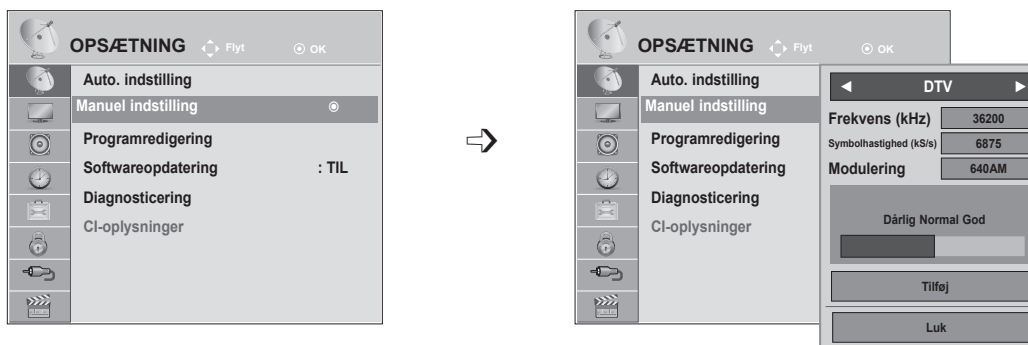 OPSÆTNING Flyt OK
Auto. indstilling
Manuel indstilling
Programredigering
Softwareopdatering : TIL
Diagnosticering
CI-oplysninger
OPSÆTNING Flyt OK
Auto. indstilling
Manuel indstilling
Programredigering
Softwareopdatering
Diagnosticering
CI-oplysninger
◄ DTV ►
Frekvens (kHz) 36200
Symbolhastighed (kS/s) 6875
Modulering 640AM
Dårlig Normal God
Tilføj
Luk